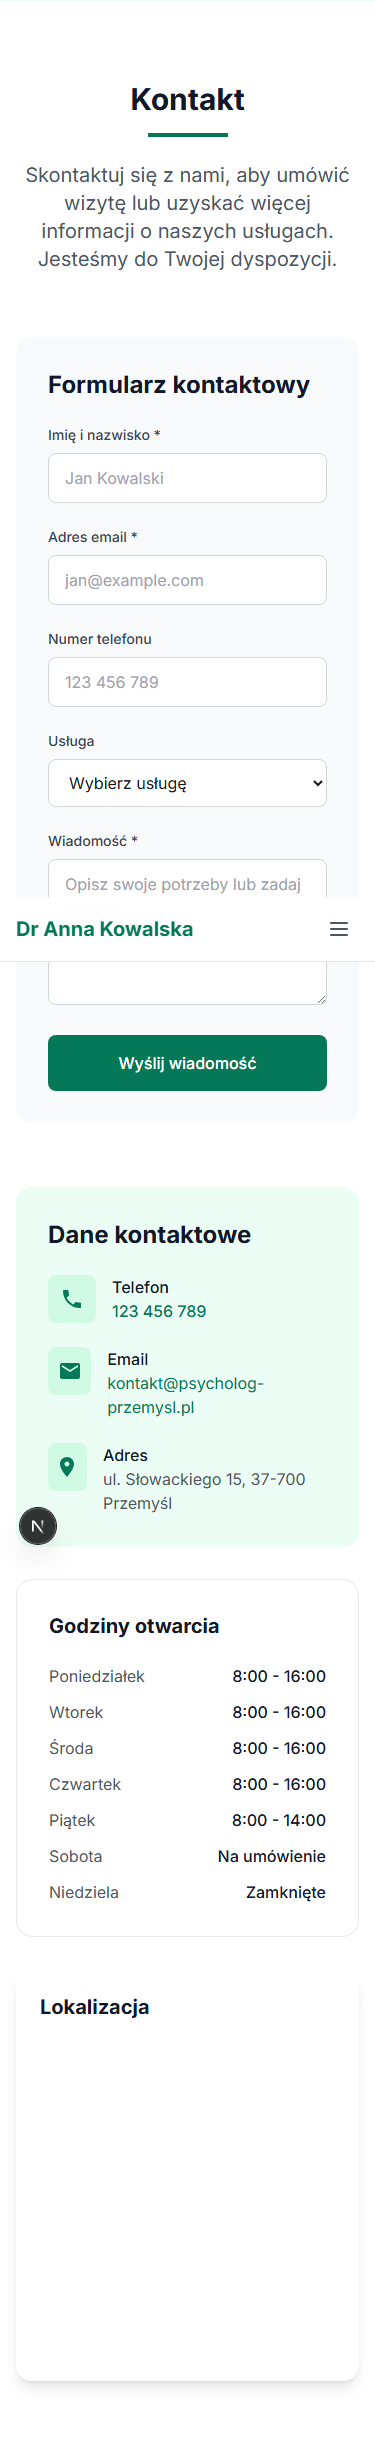 Kontakt
Skontaktuj się z nami, aby umówić
wizytę lub uzyskać więcej
informacji o naszych usługach.
Jesteśmy do Twojej dyspozycji.
Formularz kontaktowy
Imię i nazwisko *
Jan Kowalski
Adres email *
jan@example.com
Numer telefonu
123 456 789
Usługa
Wybierz usługę
Wiadomość *
Opisz swoje potrzeby lub zadaj
Dr Anna Kowalska
Wyślij wiadomość
Dane kontaktowe
Telefon
123 456 789
Email
kontakt@psycholog-
przemysl.pl
Adres
ul. Słowackiego 15, 37-700
Przemyśl
N
Godziny otwarcia
Poniedziałek 8:00 - 16:00
Wtorek 8:00 - 16:00
Środa 8:00 - 16:00
Czwartek 8:00 - 16:00
Piątek 8:00 - 14:00
Sobota Na umówienie
Niedziela Zamknięte
Lokalizacja